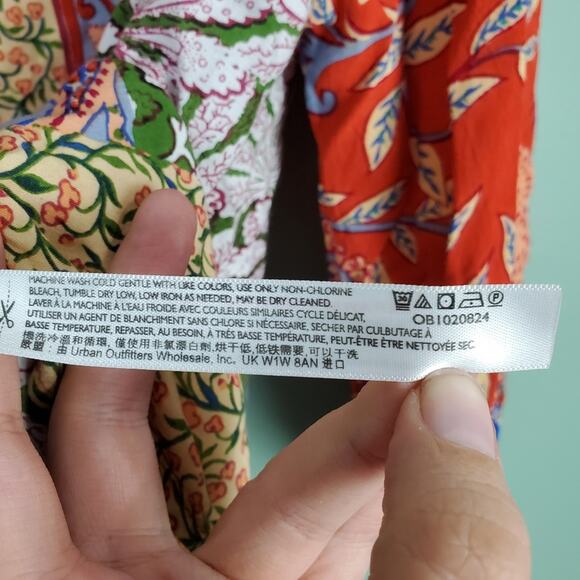 MACHINE WASH COLD GENTLE WITH LIKE COLORS, USE ONLY NON-CHLORINE
BLEACH, TUMBLE DRY LOW, LOW IRON AS NEEDED, MAY BE DRY CLEANED.
LAVER À LA MACHINE À L'EAU FROIDE AVEC COULEURS SIMILAIRES CYCLE DÉLICAT,
UTILISER UN AGENT DE BLANCHIMENT SANS CHLORE SI NÉCESSAIRE, SECHER PAR CULBUTAGE À
BASSE TEMPÉRATURE, REPASSER, AU BESOIN, À TRÈS BASSE TEMPÉRATURE, PEUT-ÊTRE ÊTRE NETTOYÉE SEC
機洗冷溫和循環, 僅使用非氯漂白劑, 烘干低, 低铁需要, 可以干洗
欧盟: 由 Urban Outfitters Wholesale, Inc. UK W1W 8AN 进口
30
P
OB1020824